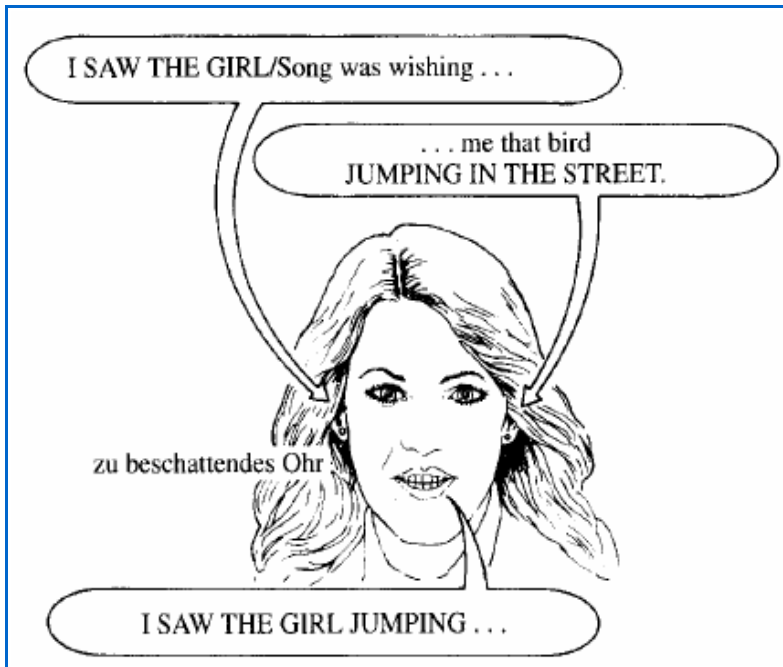 I SAW THE GIRL/Song was wishing . . .
. . . me that bird
JUMPING IN THE STREET.
zu beschattendes Ohr
I SAW THE GIRL JUMPING . . .